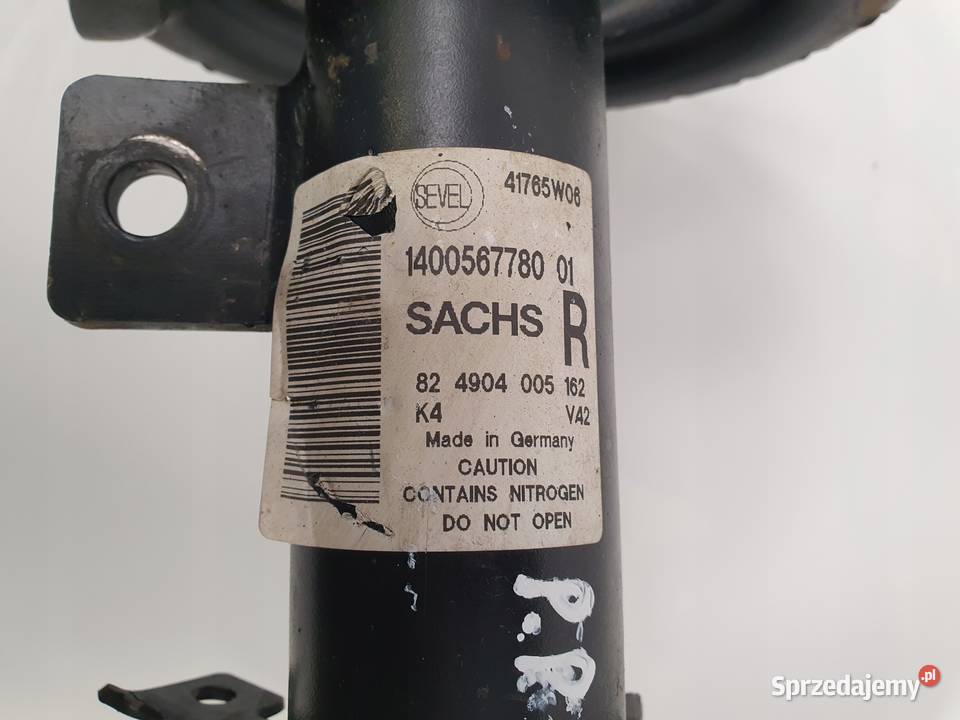 SEVEL
41765W06
1400567780 01
SACHS R
82 4904 005 162
K4 V42
Made in Germany
CAUTION
CONTAINS NITROGEN
DO NOT OPEN
P.P.
Sprzedajemy.pl